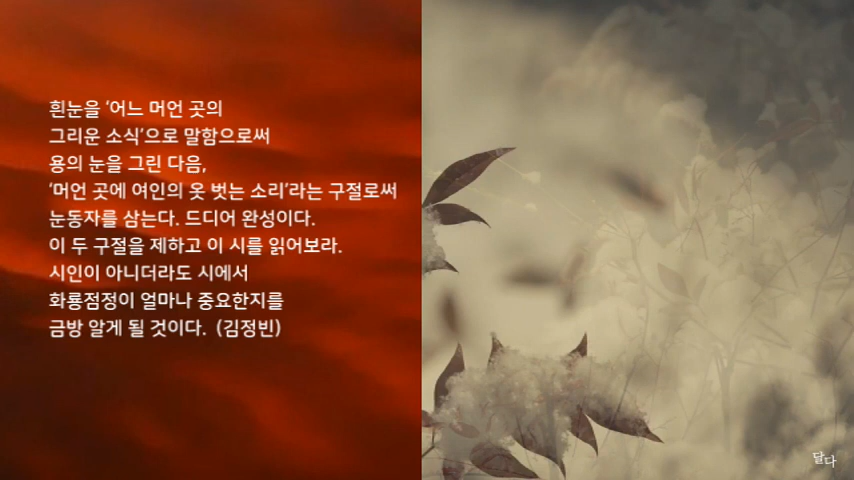 흰눈을 '어느 머언 곳의
그리운 소식'으로 말함으로써
용의 눈을 그린 다음,
'머언 곳에 여인의 옷 벗는 소리'라는 구절로써
눈동자를 삼는다. 드디어 완성이다.
이 두 구절을 제하고 이 시를 읽어보라.
시인이 아니더라도 시에서
화룡점정이 얼마나 중요한지를
금방 알게 될 것이다. (김정빈)
달다